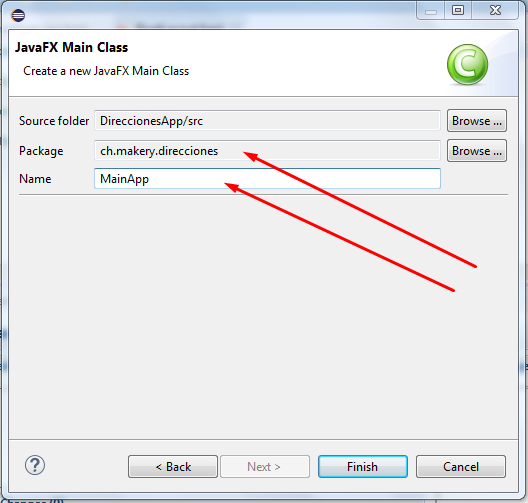 JavaFX Main Class
Create a new JavaFX Main Class
C
Source folder DireccionesApp/src Browse ...
Package ch.makery.direcciones Browse ...
Name MainApp
? < Back Next > Finish Cancel